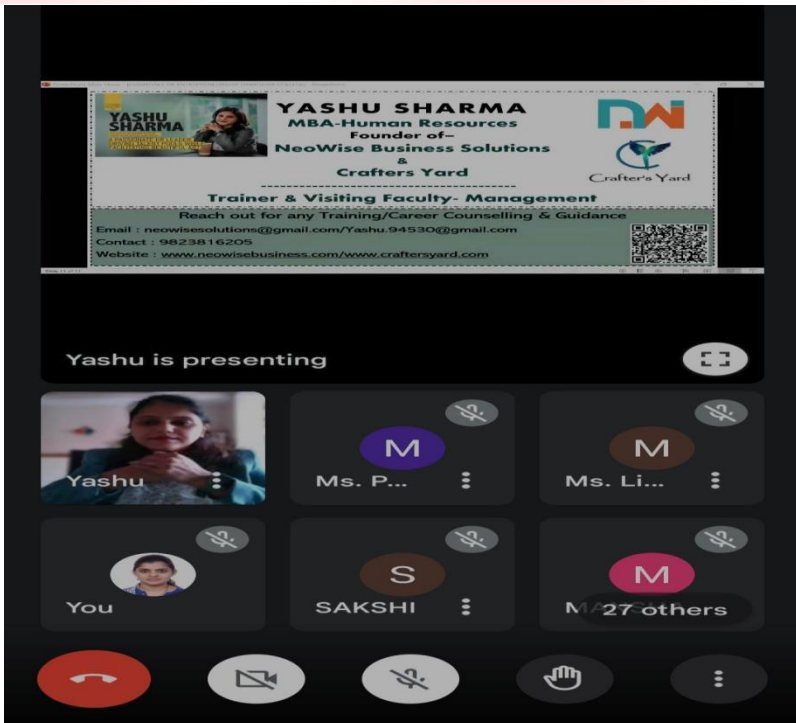 YASHU SHARMA
MBA-Human Resources
Founder of–
NeoWise Business Solutions
&
Crafters Yard
Trainer & Visiting Faculty- Management
YASHU
SHARMA
Crafter's Yard
Reach out for any Training/Career Counselling & Guidance
Email : neowisesolutions@gmail.com/Yashu.94530@gmail.com
Contact : 9823816205
Website : www.neowisebusiness.com/www.craftersyard.com
Yashu is presenting
Yashu
M
Ms. P...
M
Ms. Li...
You
S
SAKSHI
M
27 others